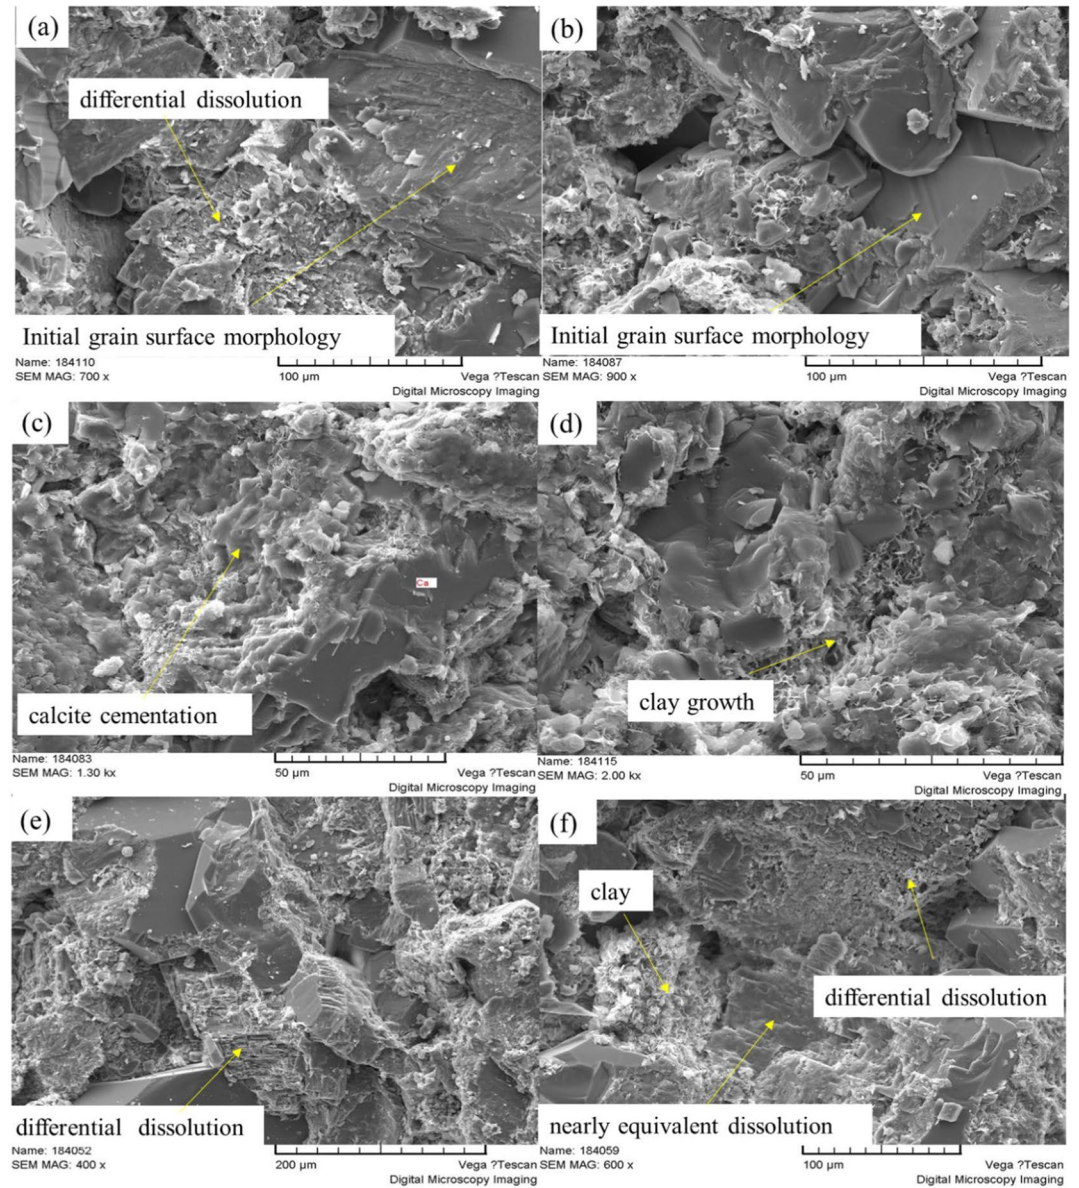 (a)
differential dissolution
Initial grain surface morphology
Name: 184110
SEM MAG: 700 x
100 µm
Vega ?Tescan
Digital Microscopy Imaging
(b)
Initial grain surface morphology
Name: 184087
SEM MAG: 900 x
100 µm
Vega ?Tescan
Digital Microscopy Imaging
(c)
Ca
calcite cementation
Name: 184083
SEM MAG: 1.30 kx
50 µm
Vega ?Tescan
Digital Microscopy Imaging
(d)
clay growth
Name: 184115
SEM MAG: 2.00 kx
50 µm
Vega ?Tescan
Digital Microscopy Imaging
(e)
differential dissolution
Name: 184052
SEM MAG: 400 x
200 µm
Vega ?Tescan
Digital Microscopy Imaging
(f)
clay
differential dissolution
nearly equivalent dissolution
Name: 184059
SEM MAG: 600 x
100 µm
Vega ?Tescan
Digital Microscopy Imaging